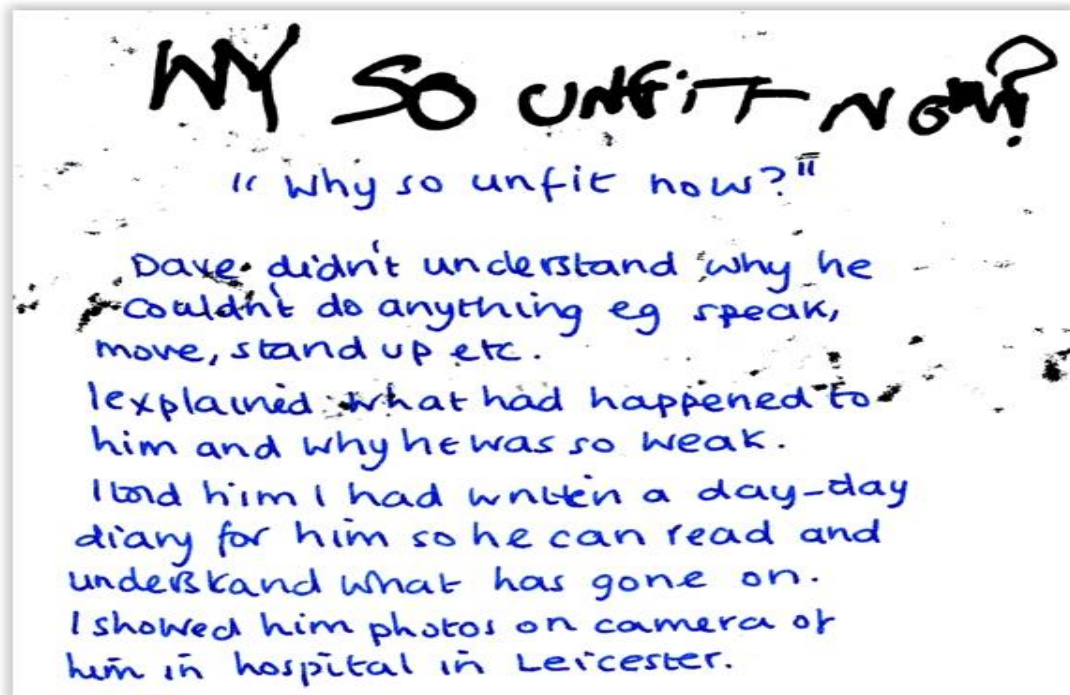 WY SO UNFiT NOW?
"Why so unfit now?"
Dave didn't understand why he
couldn't do anything eg speak,
move, stand up etc.
I explained what had happened to
him and why he was so weak.
I told him I had written a day-day
diary for him so he can read and
understand what has gone on.
I showed him photos on camera of
him in hospital in Leicester.